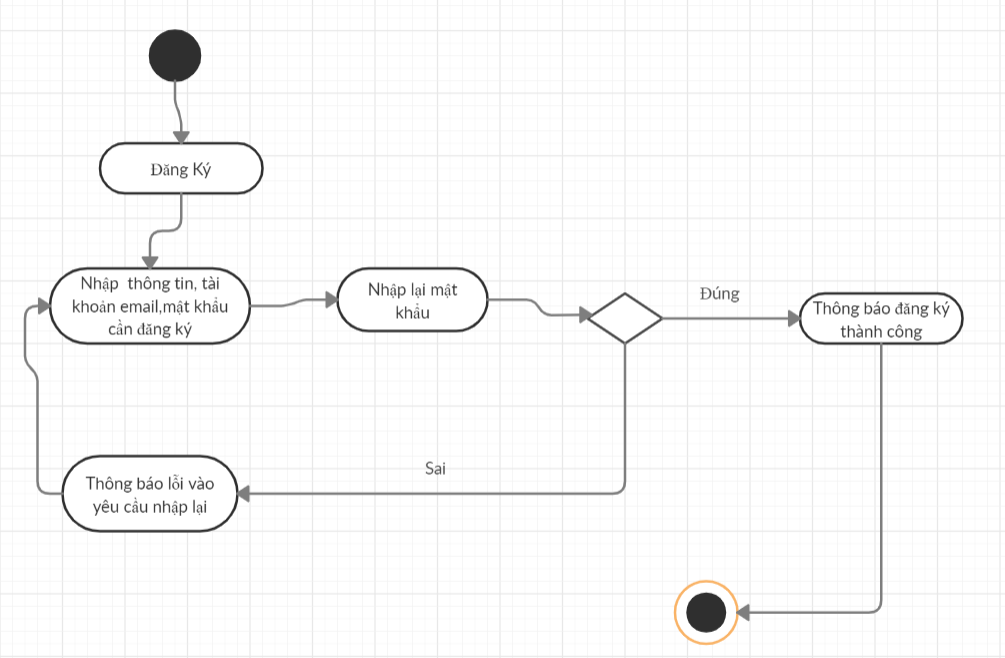 Đăng Ký
Nhập thông tin, tài
khoản email,mật khẩu
cần đăng ký
Nhập lại mật
khẩu
Đúng
Thông báo đăng ký
thành công
Sai
Thông báo lỗi vào
yêu cầu nhập lại